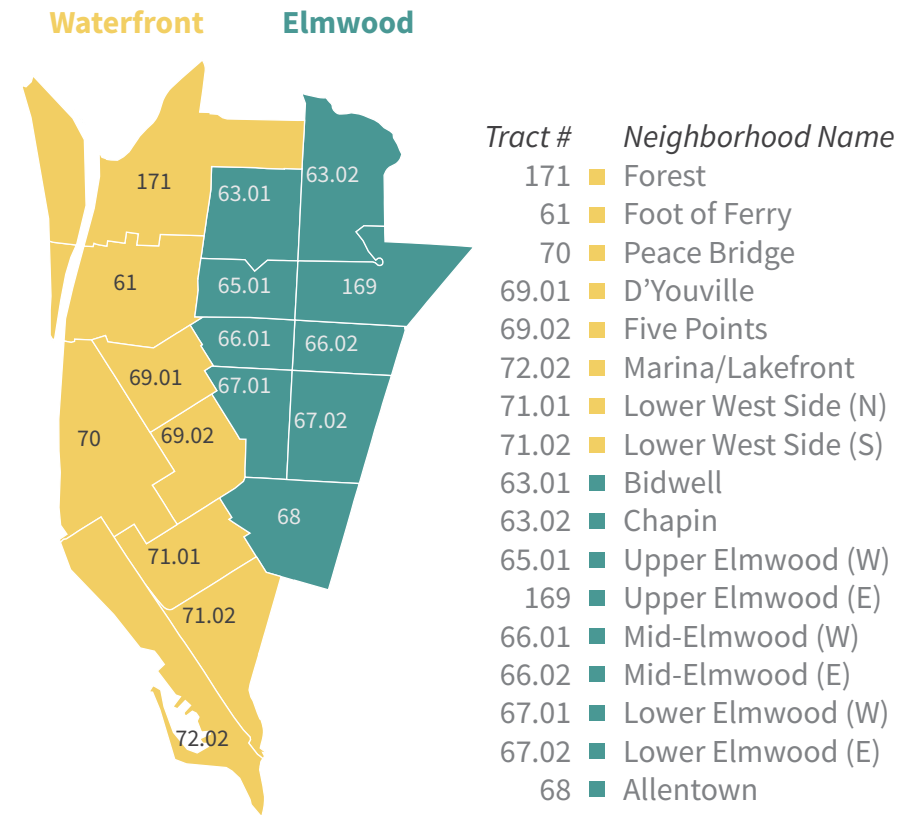 Waterfront Elmwood
Tract # Neighborhood Name
171 Forest
61 Foot of Ferry
70 Peace Bridge
69.01 D’Youville
69.02 Five Points
72.02 Marina/Lakefront
71.01 Lower West Side (N)
71.02 Lower West Side (S)
63.01 Bidwell
63.02 Chapin
65.01 Upper Elmwood (W)
169 Upper Elmwood (E)
66.01 Mid-Elmwood (W)
66.02 Mid-Elmwood (E)
67.01 Lower Elmwood (W)
67.02 Lower Elmwood (E)
68 Allentown
171
63.01
63.02
61
65.01
169
66.01
66.02
69.01
67.01
70
69.02
67.02
68
71.01
71.02
72.02